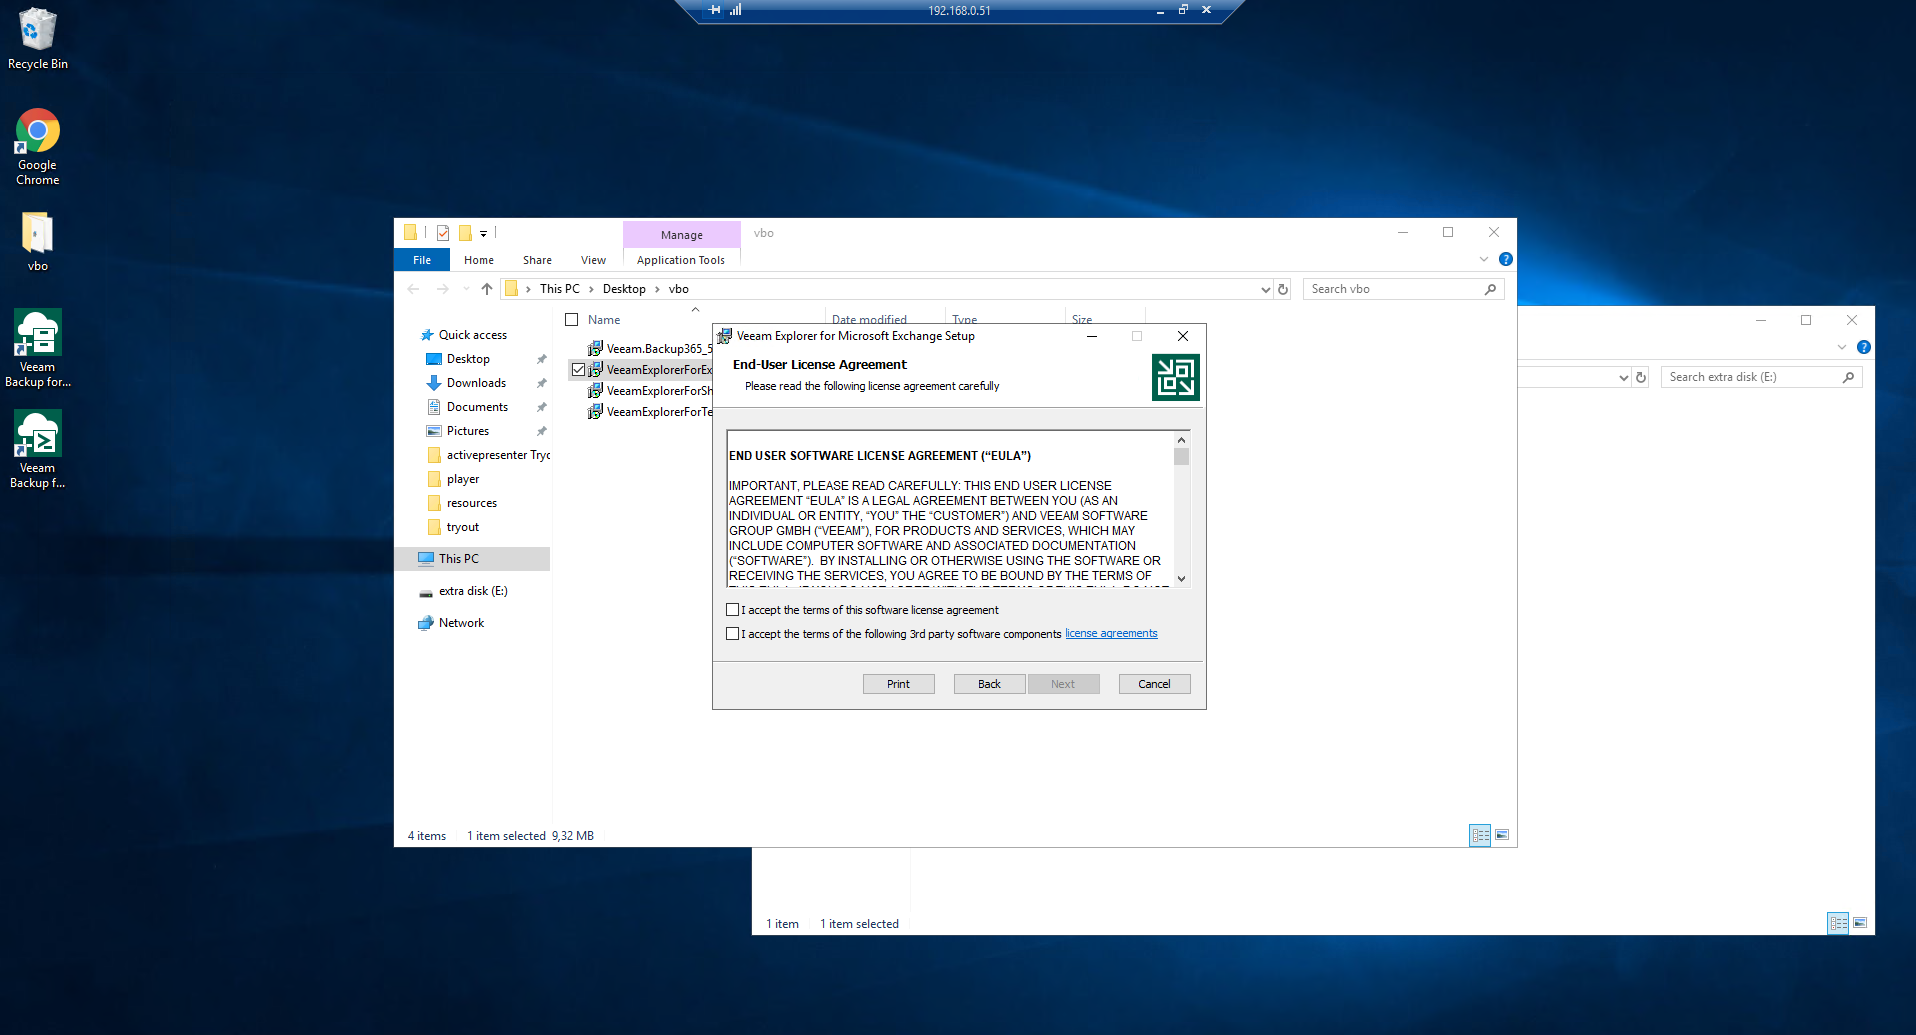 192.168.0.51
Recycle Bin
Google
Chrome
vbo
Veeam
Backup for...
Veeam
Backup f...
Manage
vbo
File
Home
Share
View
Application Tools
This PC
Desktop
vbo
Search vbo
Quick access
Desktop
Downloads
Documents
Pictures
activepresenter Tryo
player
resources
tryout
This PC
extra disk (E:)
Network
Name
Date modified
Type
Size
Veeam.Backup365_5
VeeamExplorerForEx
VeeamExplorerForSh
VeeamExplorerForTe
4 items
1 item selected 9,32 MB
Veeam Explorer for Microsoft Exchange Setup
End-User License Agreement
Please read the following license agreement carefully
END USER SOFTWARE LICENSE AGREEMENT (“EULA”)
IMPORTANT, PLEASE READ CAREFULLY: THIS END USER LICENSE
AGREEMENT “EULA” IS A LEGAL AGREEMENT BETWEEN YOU (AS AN
INDIVIDUAL OR ENTITY, “YOU” THE “CUSTOMER”) AND VEEAM SOFTWARE
GROUP GMBH (“VEEAM”), FOR PRODUCTS AND SERVICES, WHICH MAY
INCLUDE COMPUTER SOFTWARE AND ASSOCIATED DOCUMENTATION
(“SOFTWARE”). BY INSTALLING OR OTHERWISE USING THE SOFTWARE OR
RECEIVING THE SERVICES, YOU AGREE TO BE BOUND BY THE TERMS OF
I accept the terms of this software license agreement
I accept the terms of the following 3rd party software components license agreements
Print
Back
Next
Cancel
Search extra disk (E:)
1 item
1 item selected